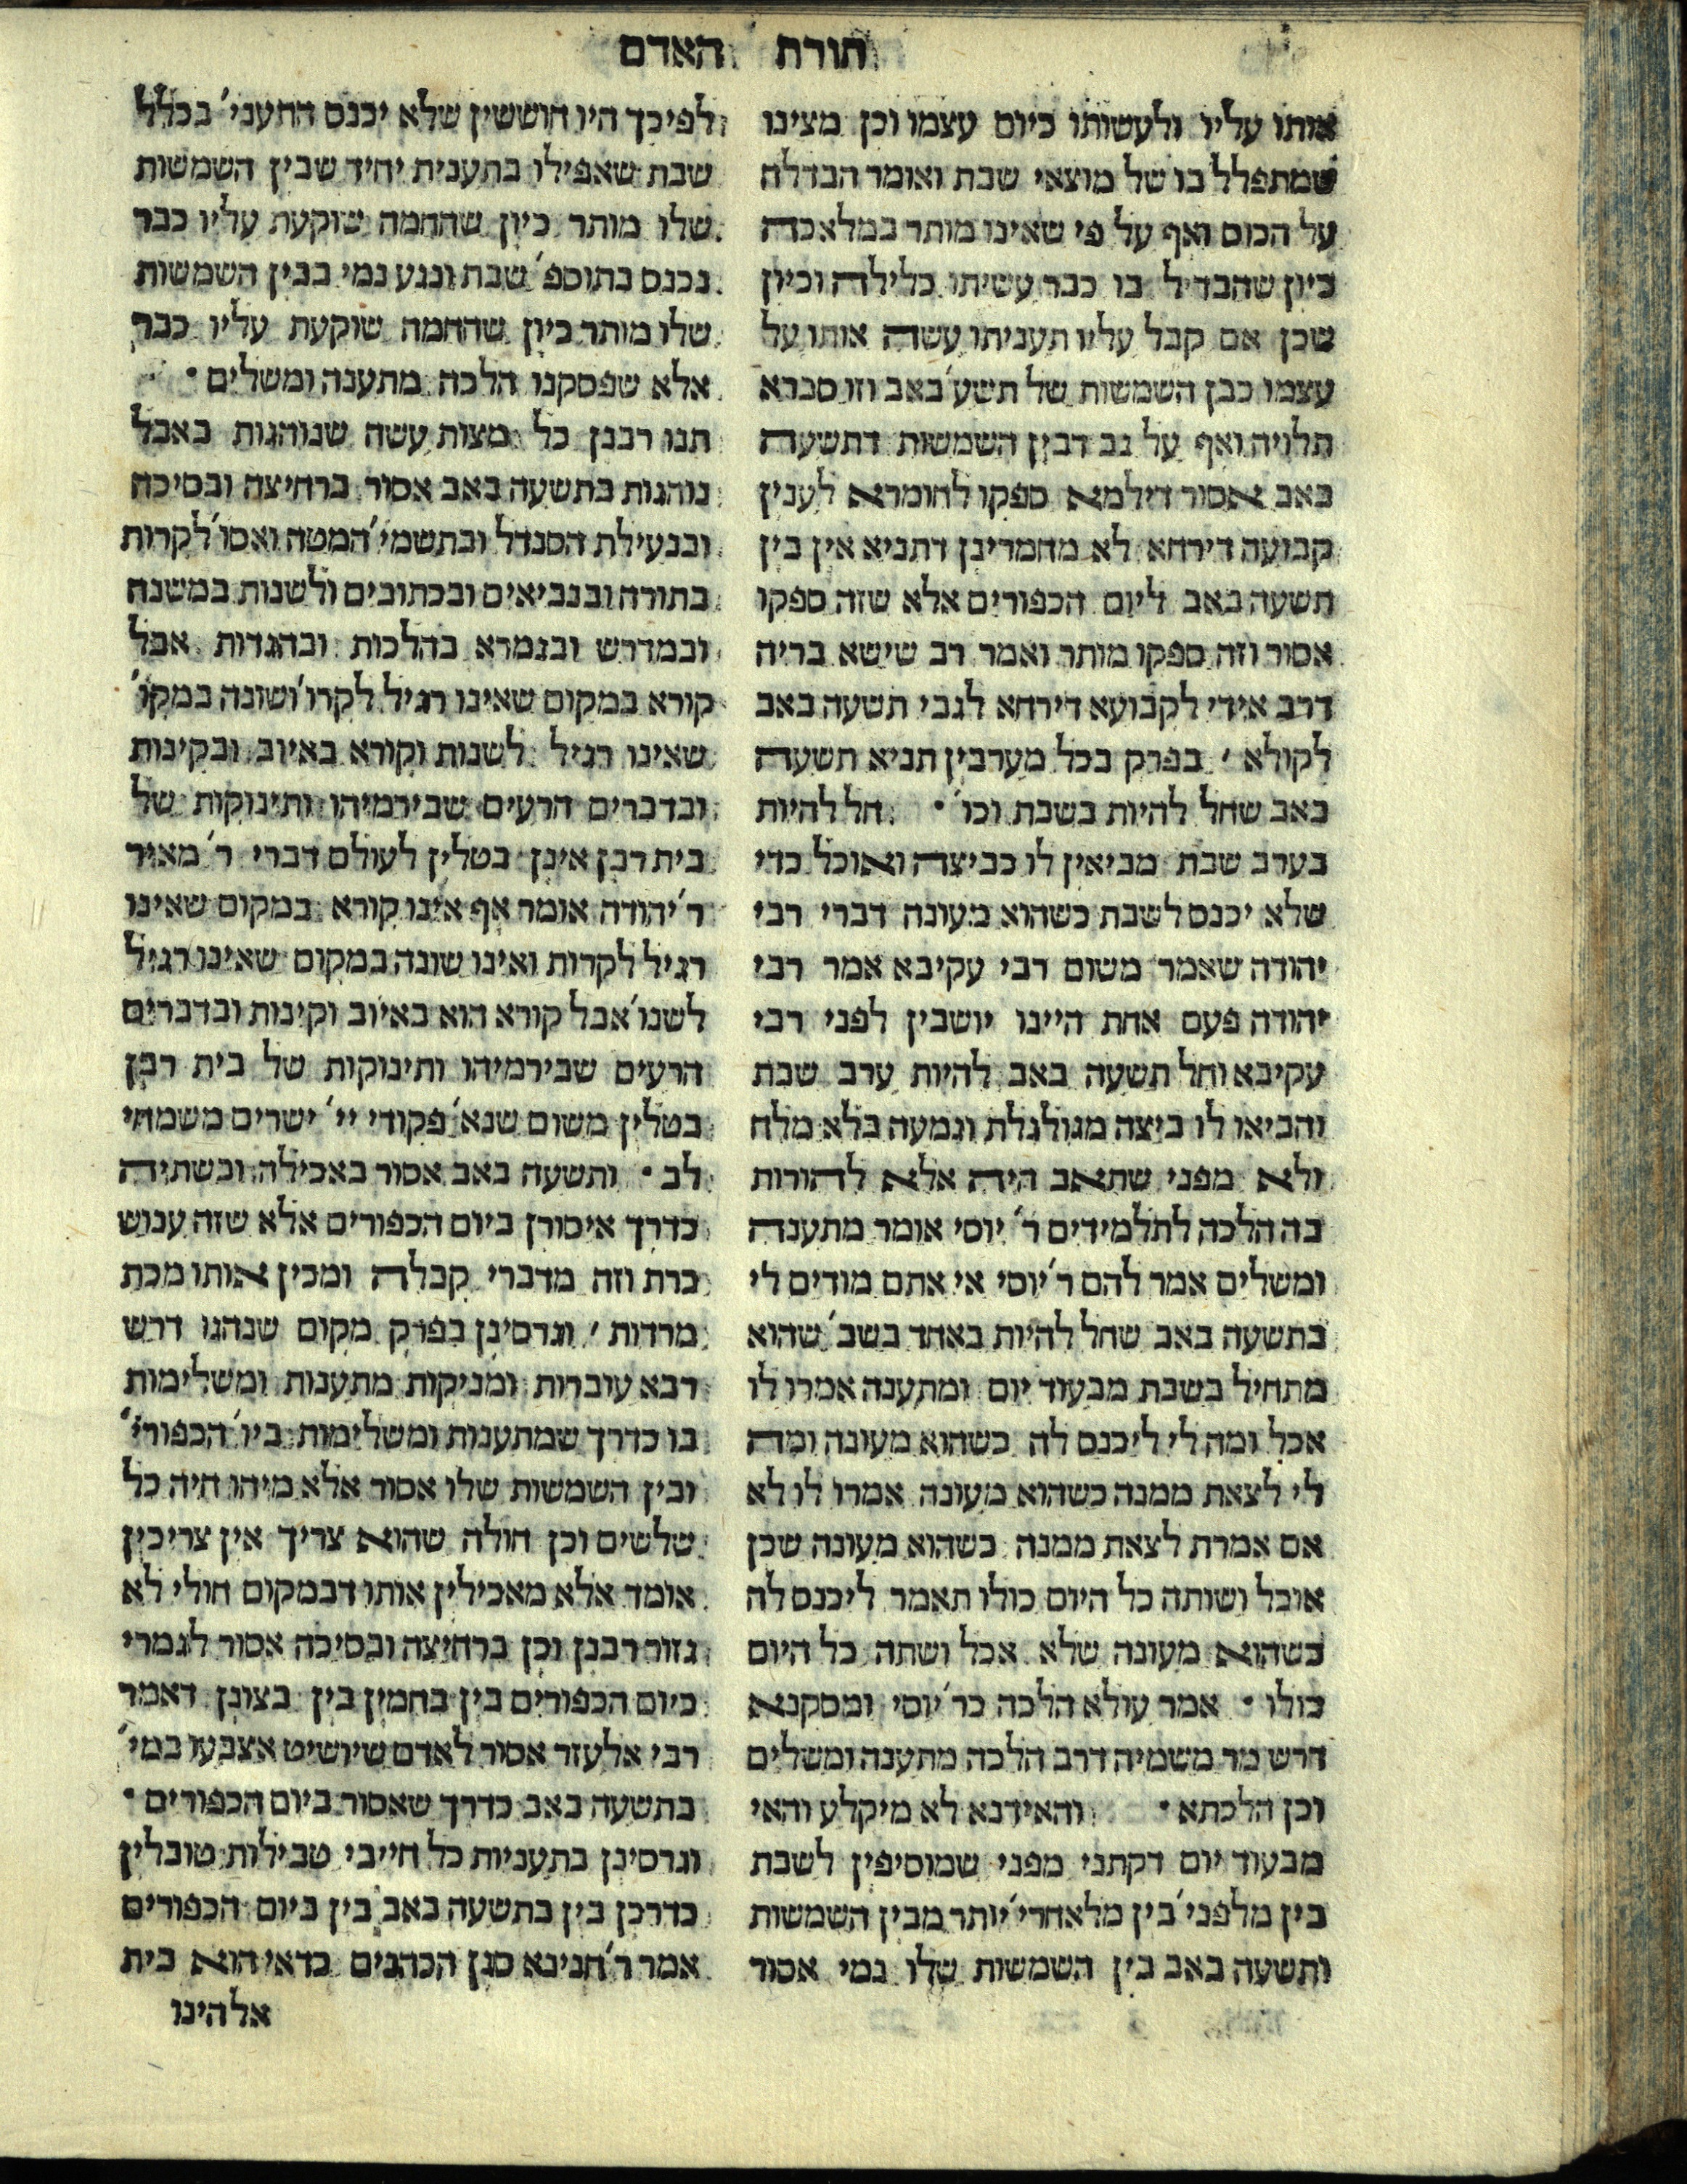 תורת האדם
אותו עליו ולעשותו כיום עצמו וכן מצינו
שמתפלל בו של מוצאי שבת ואומר הבדלה
על הכוס ואף על פי שאינו מותר במלאכה
כיון שהבדיל בו כבר עשיתו כלילה וכיון
שכן אם קבל עליו תעניתו עשה אותו על
עצמו כבן השמשות של תשע' באב וזו סברא
תלויה ואף על גב דבין השמשות דתשעה
באב אסור דילמא ספקו לחומרא לענין
קבועה דירחא לא מחמרינן דתניא אין בין
תשעה באב ליום הכפורים אלא שזה ספקו
אסור וזה ספקו מותר ואמר רב שישא בריה
דרב אידי לקבועא דירחא לגבי תשעה באב
לקולא ׳ בפרק בכל מערבין תניא תשעה
באב שחל להיות בשבת וכו' • חל להיות
בערב שבת מביאין לו כביצה ואוכל כדי
שלא יכנס לשבת כשהוא מעונה דברי רבי
יהודה שאמר משום רבי עקיבא אמר רבי
יהודה פעם אחת היינו יושבין לפני רבי
עקיבא וחל תשעה באב להיות ערב שבת
והביאו לו ביצה מגולגלת וגמעה בלא מלח
ולא מפני שתאב היה אלא להורות
בה הלכה לתלמידים ר' יוסי אומר מתענה
ומשלים אמר להם ר' יוסי אי אתם מודים לי
בתשעה באב שחל להיות באחד בשב' שהוא
מתחיל בשבת מבעוד יום ומתענה אמרו לו
אבל ומה לי ליכנס לה כשהוא מעונה ומה
לי לצאת ממנה כשהוא מעונה אמרו לו לא
אם אמרת לצאת ממנה כשהוא מעונה שכן
אוכל ושותה כל היום כולו תאמר ליכנס לה
כשהוא מעונה שלא אכל ושתה כל היום
כולו • אמר עולא הלכה כר' יוסי ומסקנא
דרש מר משמיה דרב הלכה מתענה ומשלים
וכן הלכתא • והאידנא לא מיקלע והאי
מבעוד יום דקתני מפני שמוסיפין לשבת
בין מלפני' בין מלאחרי' יותר מבין השמשות
ותשעה באב בין השמשות שלו נמי אסור
לפיכך היו חוששין שלא יכנס התעני' בכלל
שבת שאפילו בתענית יחיד שבין השמשות
שלו מותר כיון שהחמה שוקעת עליו כבר
נכנס בתוספ' שבת ונגע נמי בבין השמשות
שלו מותר כיון שהחמה שוקעת עליו כבר
אלא שפסקנו הלכה מתענה ומשלים •
תנו רבנן כל מצות עשה שנוהגות באבל
נוהגות בתשעה באב אסור ברחיצה ובסיכה
ובנעילת הסנדל ובתשמי' המטה ואסו' לקרות
בתורה ובנביאים ובכתובים ולשנות במשנה
ובמדרש ובגמרא בהלכות ובהגדות אבל
קורא במקום שאינו רגיל לקרו' ושונה במקו'
שאינו רגיל לשנות וקורא באיוב ובקינות
ובדברים הרעים שבירמיהו ותינוקות של
בית רבן אינן בטלין לעולם דברי ר' מאיר
ר' יהודה אומר אף אינו קורא במקום שאינו
רגיל לקרות ואינו שונה במקום שאינו רגיל
לשנו' אבל קורא הוא באיוב וקינות ובדברים
הרעים שבירמיהו ותינוקות של בית רבן
בטלין משום שנא' פקודי יי' ישרים משמחי
לב • ותשעה באב אסור באכילה ובשתיה
כדרך איסורן ביום הכפורים אלא שזה ענוש
כרת וזה מדברי קבלה ומכין אותו מכת
מרדות ׳ וגרסינן בפרק מקום שנהגו דרש
רבא עוברות ומניקות מתענות ומשלימות
בו כדרך שמתענות ומשלימות ביו' הכפורי'
ובין השמשות שלו אסור אלא מיהו חיה כל
שלשים וכן חולה שהוא צריך אין צריכין
אומד אלא מאכילין אותו דבמקום חולי לא
גזור רבנן וכן ברחיצה ובסיכה אסור לגמרי
כיום הכפורים בין בחמין בין בצונן דאמר
רבי אלעזר אסור לאדם שיושיט אצבעו במי'
בתשעה באב כדרך שאסור ביום הכפורים •
וגרסינן בתעניות כל חייבי טבילות טובלין
כדרכן בין בתשעה באב בין ביום הכפורים
אמר ר' חנינא סגן הכהנים כדאי הוא בית
אלהינו